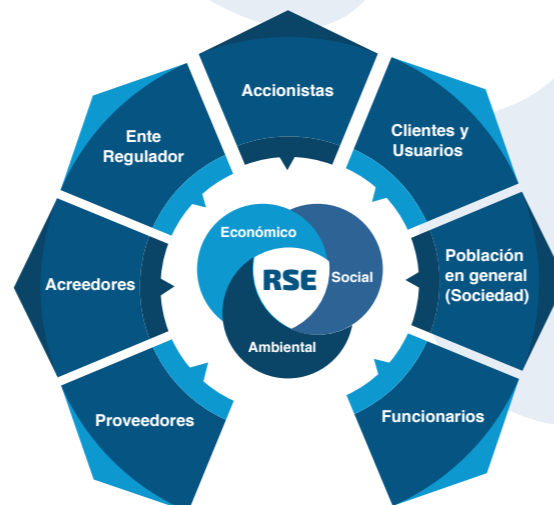 Accionistas
Ente
Regulador
Clientes y
Usuarios
Acreedores
Económico
RSE
Social
Ambiental
Población
en general
(Sociedad)
Proveedores
Funcionarios